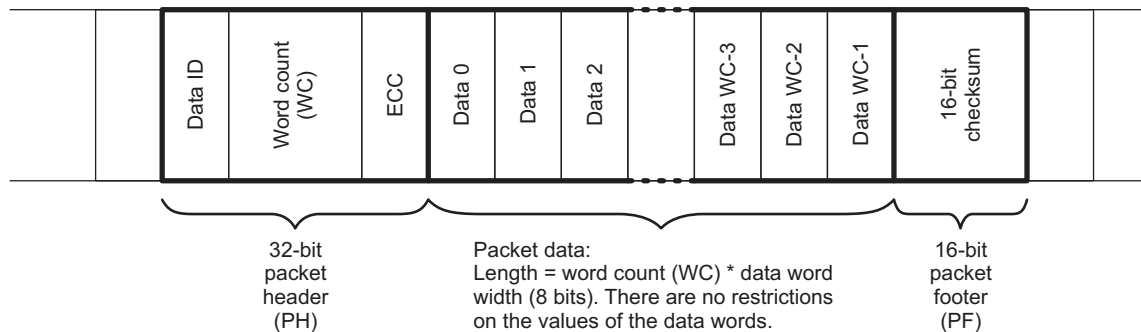 Data ID
Word count
(WC)
ECC
Data 0
Data 1
Data 2
Data WC-3
Data WC-2
Data WC-1
16-bit
checksum
32-bit
packet
header
(PH)
Packet data:
Length = word count (WC) * data word
width (8 bits). There are no restrictions
on the values of the data words.
16-bit
packet
footer
(PF)